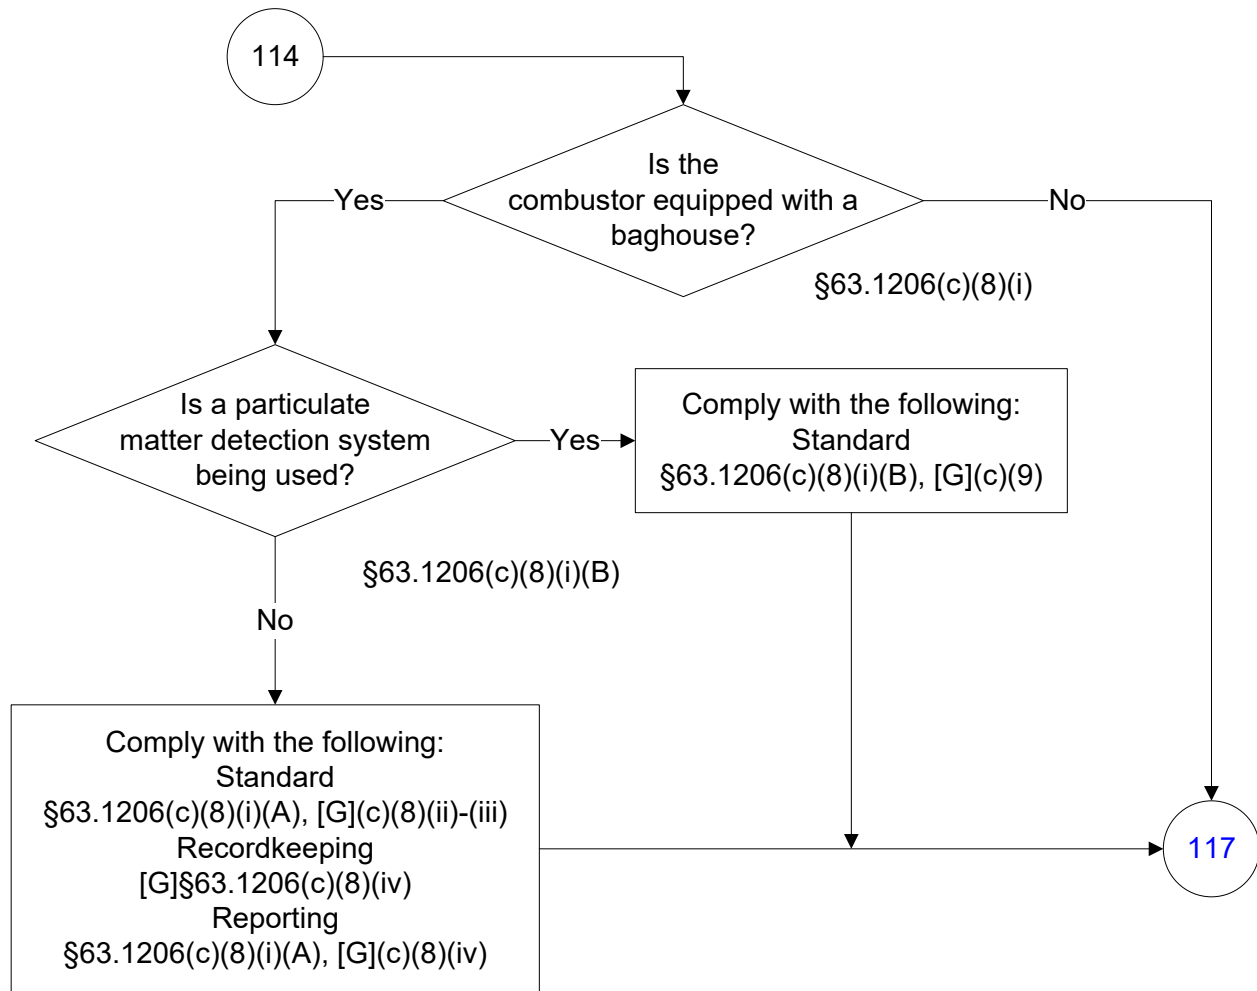 114
Is the
combustor equipped with a
baghouse?
Yes
No
§63.1206(c)(8)(i)
Is a particulate
matter detection system
being used?
Yes
Comply with the following:
Standard
§63.1206(c)(8)(i)(B), [G](c)(9)
§63.1206(c)(8)(i)(B)
No
Comply with the following:
Standard
§63.1206(c)(8)(i)(A), [G](c)(8)(ii)-(iii)
Recordkeeping
[G]§63.1206(c)(8)(iv)
Reporting
§63.1206(c)(8)(i)(A), [G](c)(8)(iv)
117